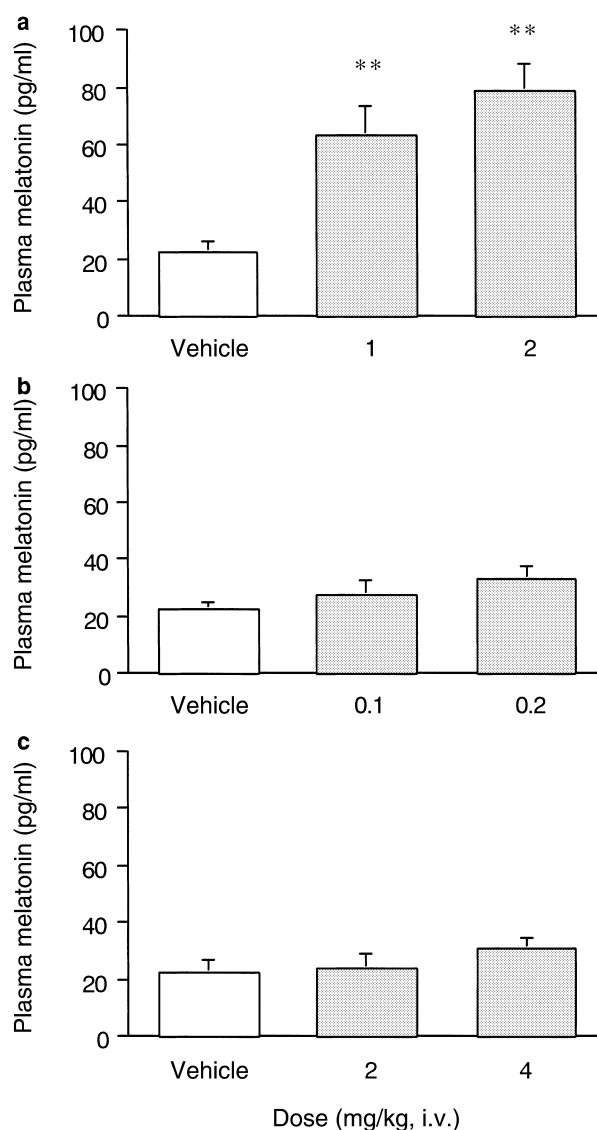 a
Plasma melatonin (pg/ml)
100
80
60
40
20
0
**
**
Vehicle 1 2
b
Plasma melatonin (pg/ml)
100
80
60
40
20
0
Vehicle 0.1 0.2
c
Plasma melatonin (pg/ml)
100
80
60
40
20
0
Vehicle 2 4
Dose (mg/kg, i.v.)